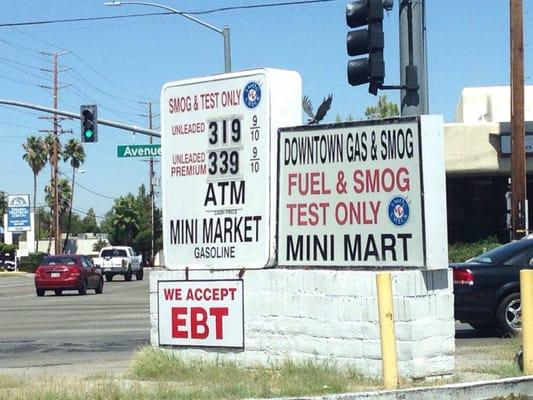 SMOG & TEST ONLY
UNLEADED 319 9/10
UNLEADED
PREMIUM 339 9/10
ATM
CASH PRICE
MINI MARKET
GASOLINE
DOWNTOWN GAS & SMOG
FUEL & SMOG
TEST ONLY
MINI MART
WE ACCEPT
EBT
Avenue